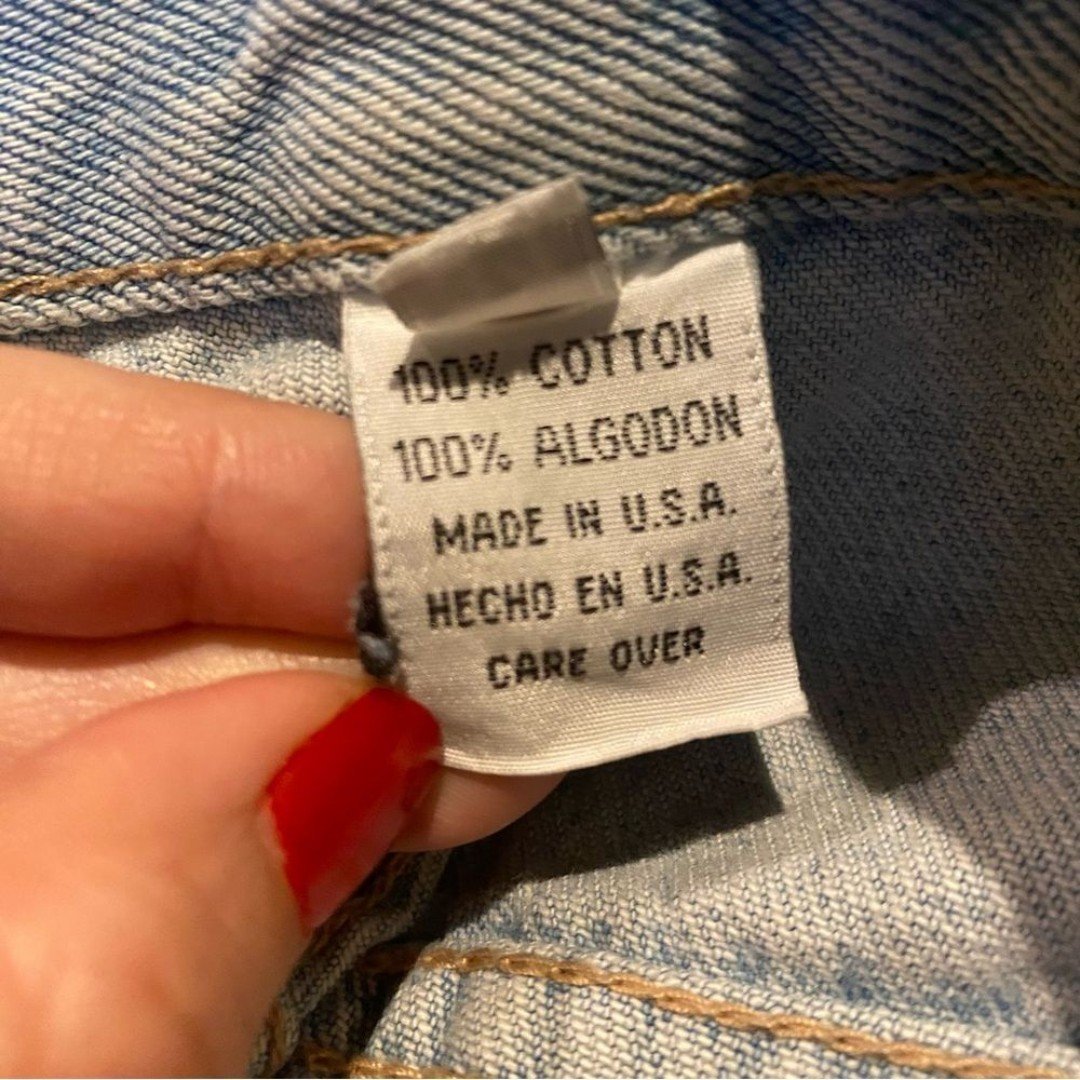 100% COTTON
100% ALGODON
MADE IN U.S.A.
HECHO EN U.S.A.
CARE OVER